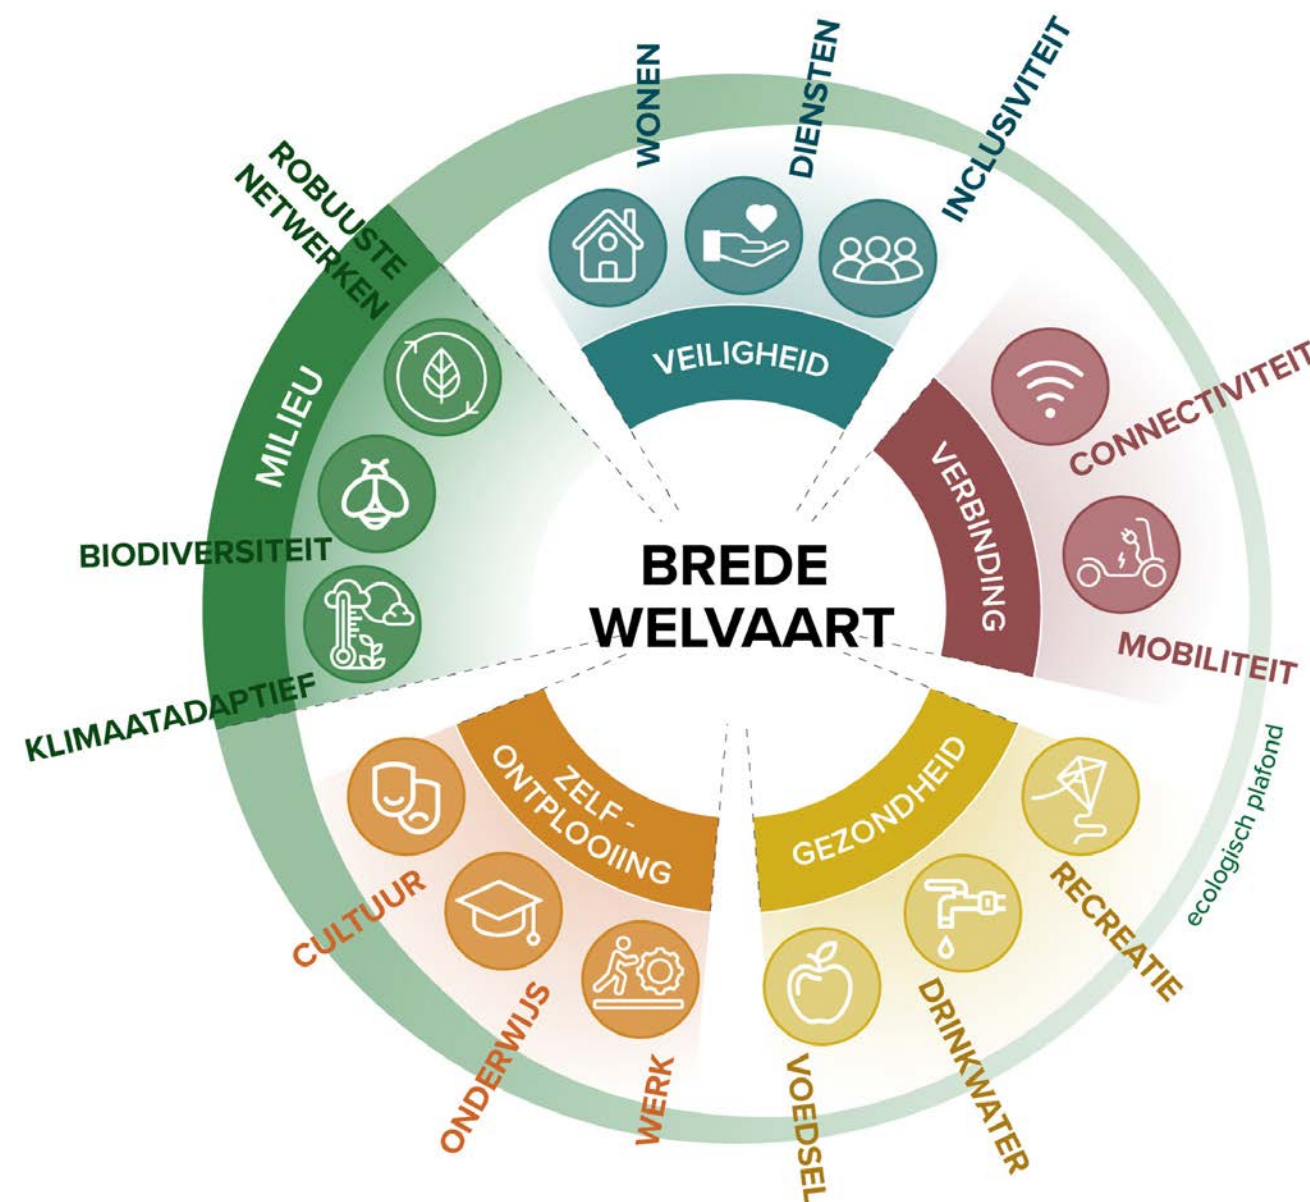 BREDE
WELVAART
VEILIGHEID
WONEN
DIENSTEN
INCLUSIVITEIT
VERBINDING
CONNECTIVITEIT
MOBILITEIT
GEZONDHEID
RECREATIE
DRINKWATER
VOEDSEL
ZELF -
ONTPLOOIING
WERK
ONDERWIJS
CULTUUR
MILIEU
KLIMAATADAPTIEF
BIODIVERSITEIT
ROBUUSTE
NETWERKEN
ecologisch plafond